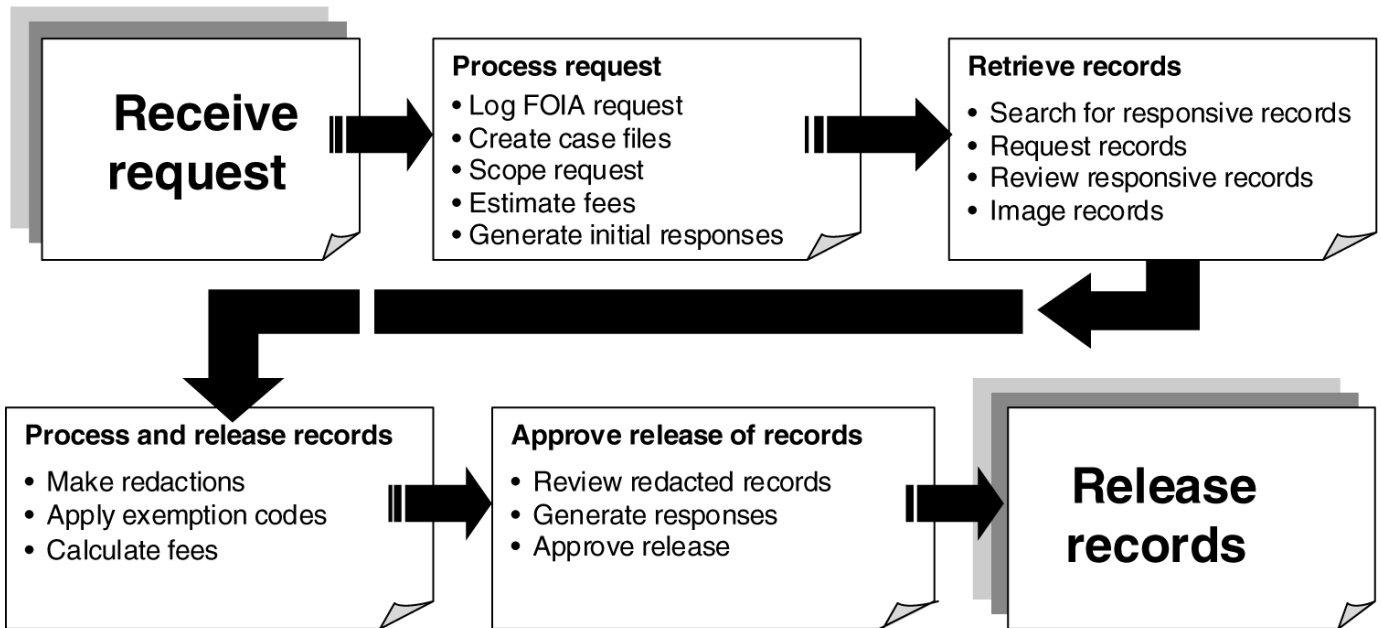 Receive
request
Process request
• Log FOIA request
• Create case files
• Scope request
• Estimate fees
• Generate initial responses
Retrieve records
• Search for responsive records
• Request records
• Review responsive records
• Image records
Process and release records
• Make redactions
• Apply exemption codes
• Calculate fees
Approve release of records
• Review redacted records
• Generate responses
• Approve release
Release
records